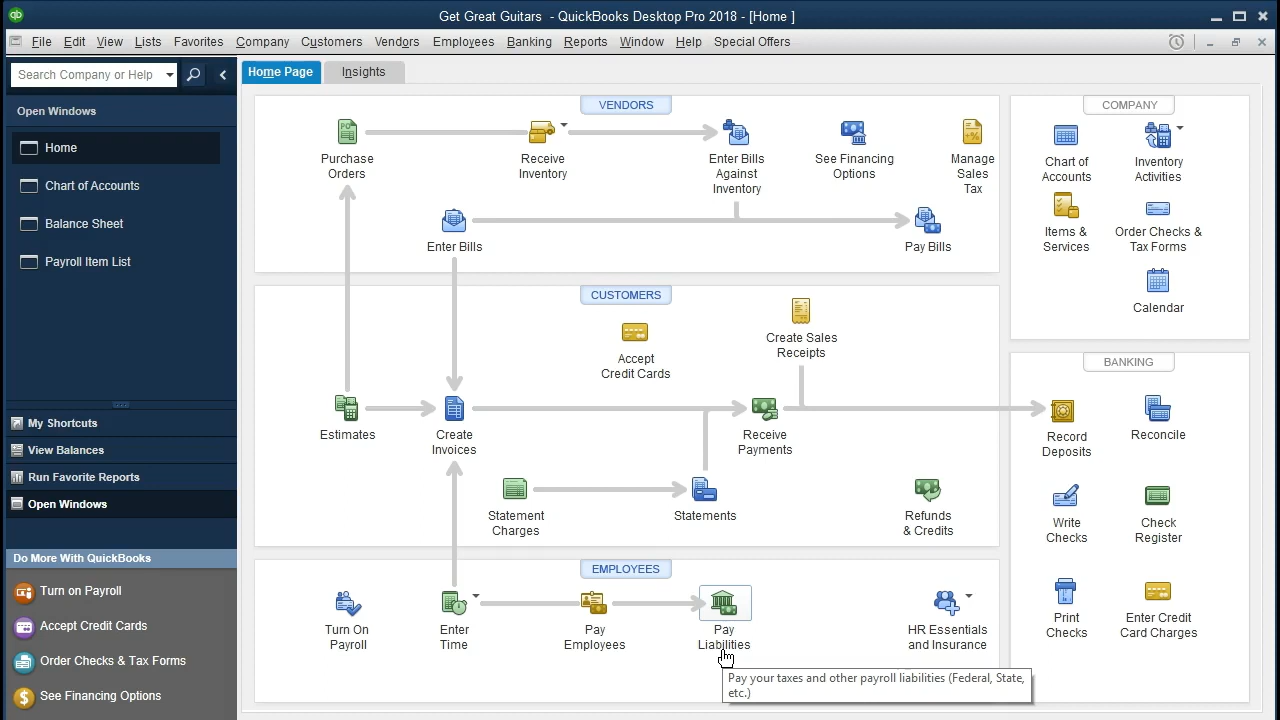 Get Great Guitars - QuickBooks Desktop Pro 2018 - [Home ]
File Edit View Lists Favorites Company Customers Vendors Employees Banking Reports Window Help Special Offers
Search Company or Help
Home Page
Insights
Open Windows
Home
Chart of Accounts
Balance Sheet
Payroll Item List
My Shortcuts
View Balances
Run Favorite Reports
Open Windows
Do More With QuickBooks
Turn on Payroll
Accept Credit Cards
Order Checks & Tax Forms
See Financing Options
VENDORS
PO
Purchase
Orders
Receive
Inventory
Enter Bills
Against
Inventory
See Financing
Options
Manage
Sales
Tax
Enter Bills
Pay Bills
CUSTOMERS
Accept
Credit Cards
Create Sales
Receipts
Estimates
Create
Invoices
Receive
Payments
Statement
Charges
Statements
Refunds
& Credits
EMPLOYEES
Turn On
Payroll
Enter
Time
Pay
Employees
Pay
Liabilities
HR Essentials
and Insurance
Pay your taxes and other payroll liabilities (Federal, State,
etc.)
COMPANY
Chart of
Accounts
Inventory
Activities
Items &
Services
Order Checks &
Tax Forms
Calendar
BANKING
Record
Deposits
Reconcile
Write
Checks
Check
Register
Print
Checks
Enter Credit
Card Charges